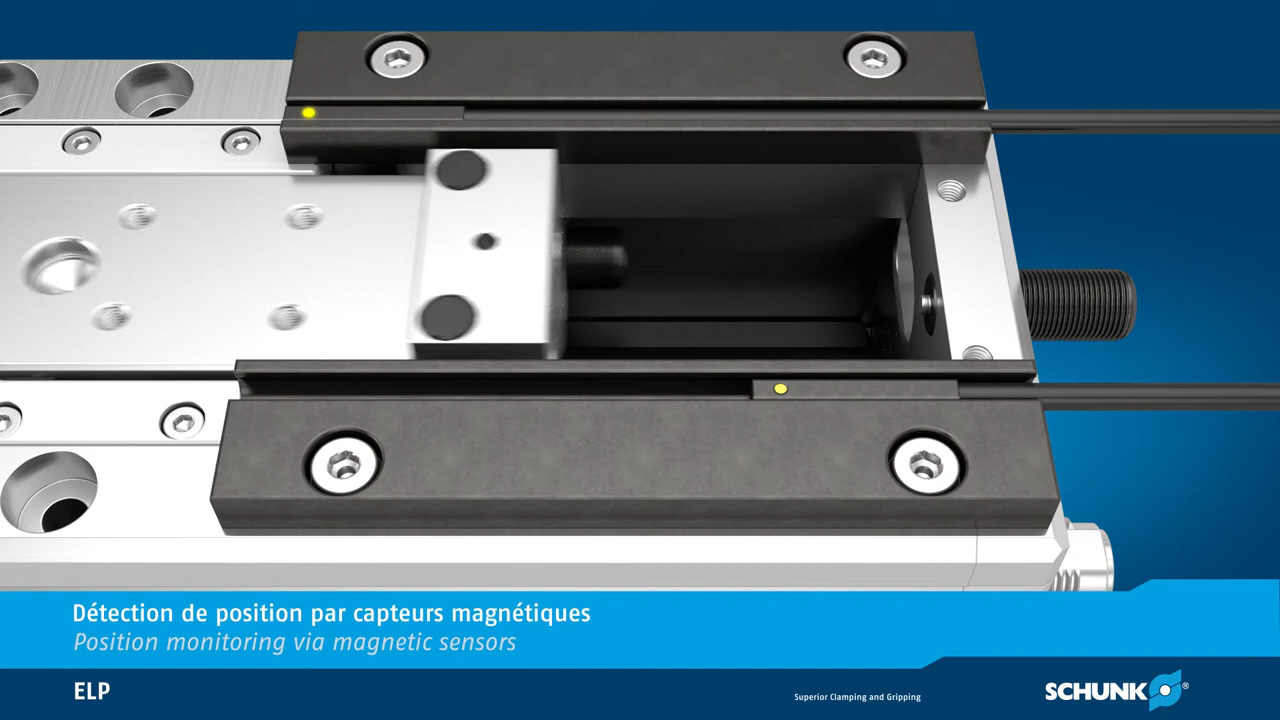 Détection de position par capteurs magnétiques
Position monitoring via magnetic sensors
ELP
Superior Clamping and Gripping
SCHUNK ®